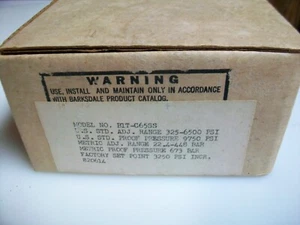 WARNING
USE, INSTALL AND MAINTAIN ONLY IN ACCORDANCE
WITH BARKSDALE PRODUCT CATALOG.
MODEL NO. B1T-C65SS
U.S. STD. ADJ. RANGE 325-6500 PSI
U.S. STD. PROOF PRESSURE 9750 PSI
METRIC ADJ. RANGE 22.4-448 BAR
METRIC PROOF PRESSURE 673 BAR
FACTORY SET POINT 3250 PSI INCR.